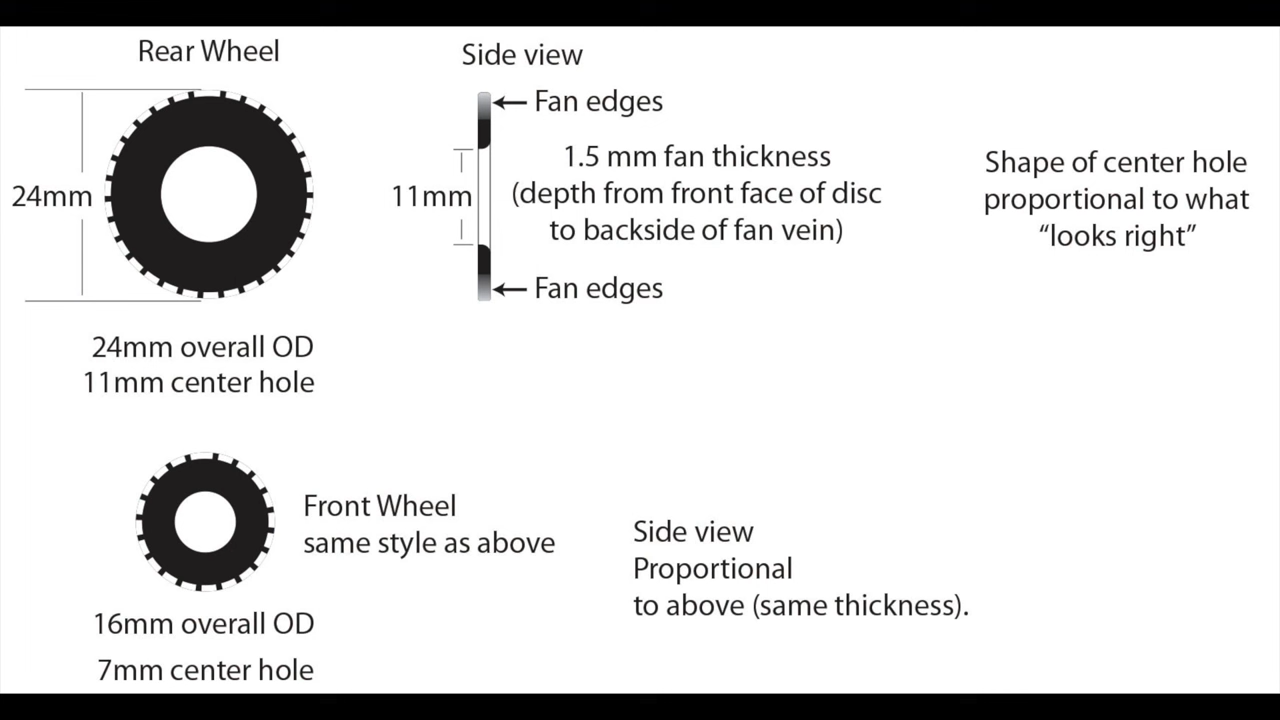 Rear Wheel
Side view
Fan edges
24mm
11mm
1.5 mm fan thickness
(depth from front face of disc
to backside of fan vein)
Shape of center hole
proportional to what
“looks right”
Fan edges
24mm overall OD
11mm center hole
Front Wheel
same style as above
Side view
Proportional
to above (same thickness).
16mm overall OD
7mm center hole